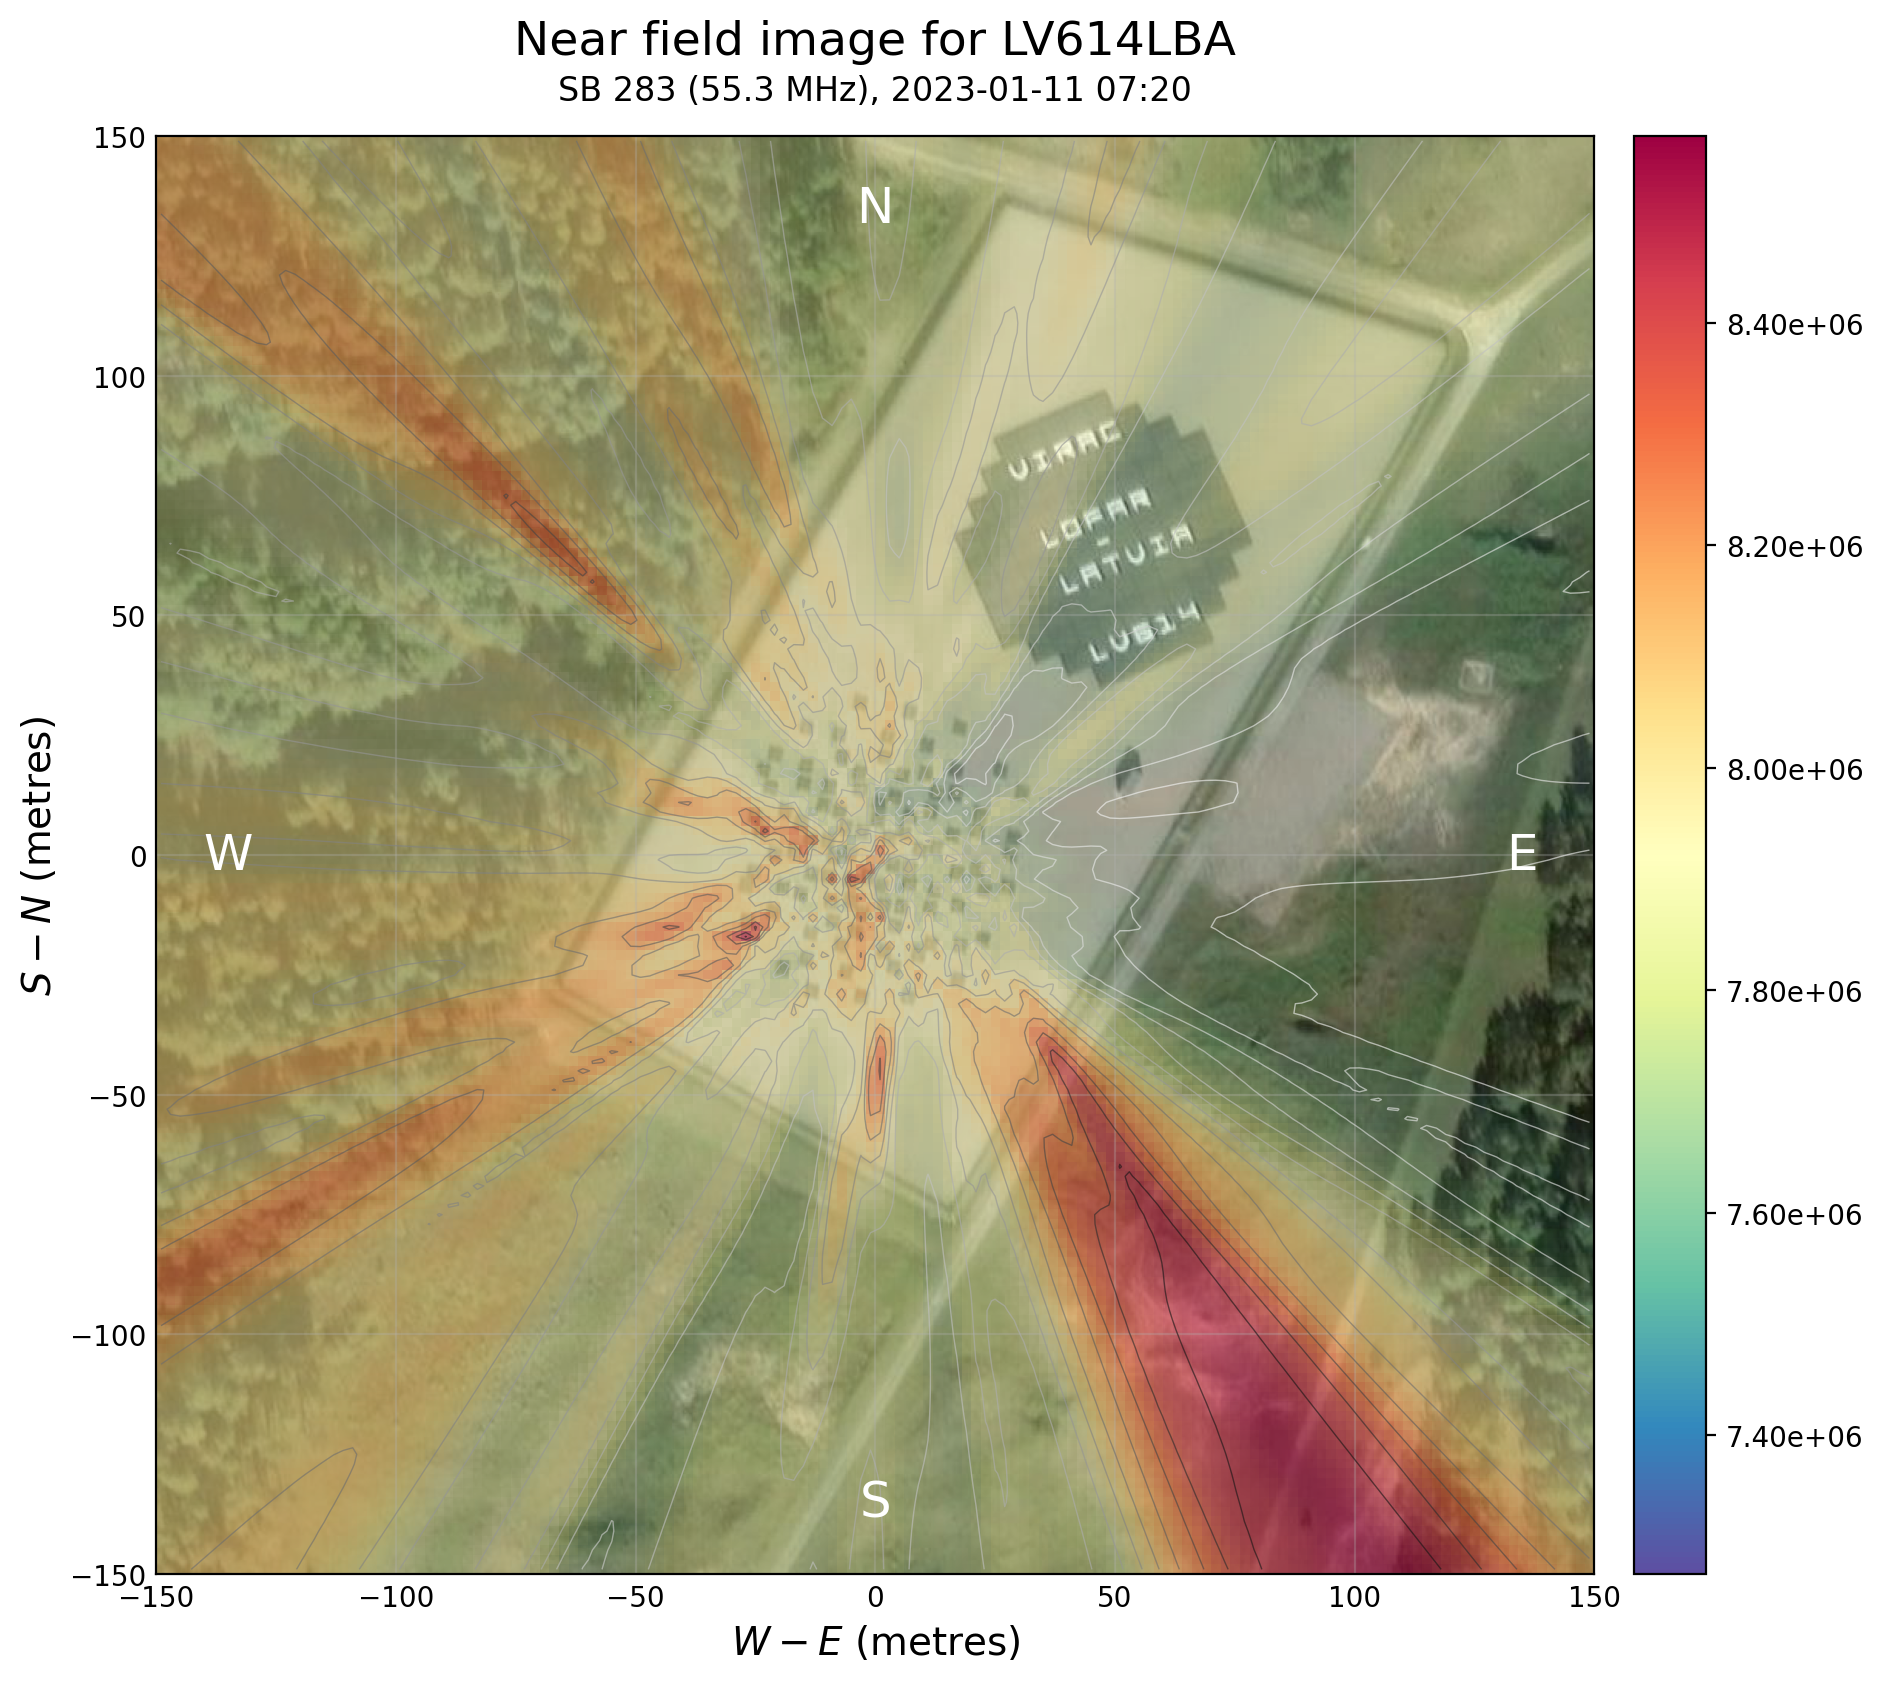 Near field image for LV614LBA
SB 283 (55.3 MHz), 2023-01-11 07:20
150
100
50
0
−50
−100
−150
S − N (metres)
N
W
E
S
VIRAC
LOFAR
-
LATVIA
LV614
−150
−100
−50
0
50
100
150
W − E (metres)
8.40e+06
8.20e+06
8.00e+06
7.80e+06
7.60e+06
7.40e+06